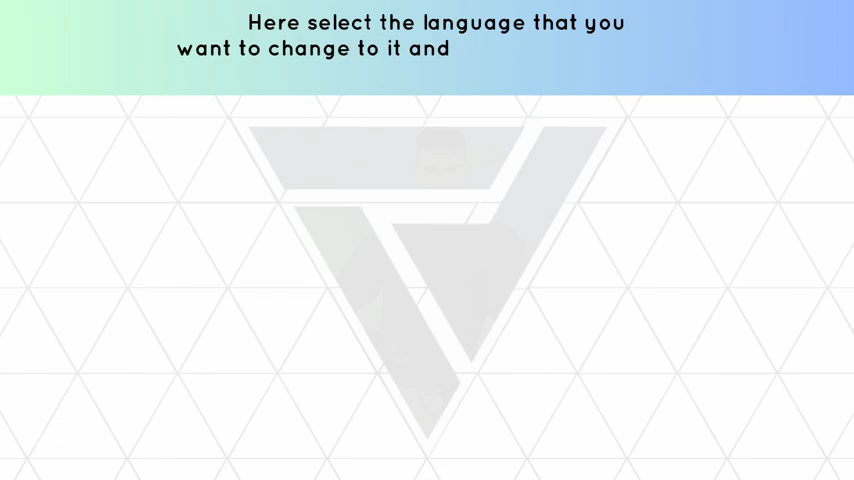 Here select the language that you
want to change to it and